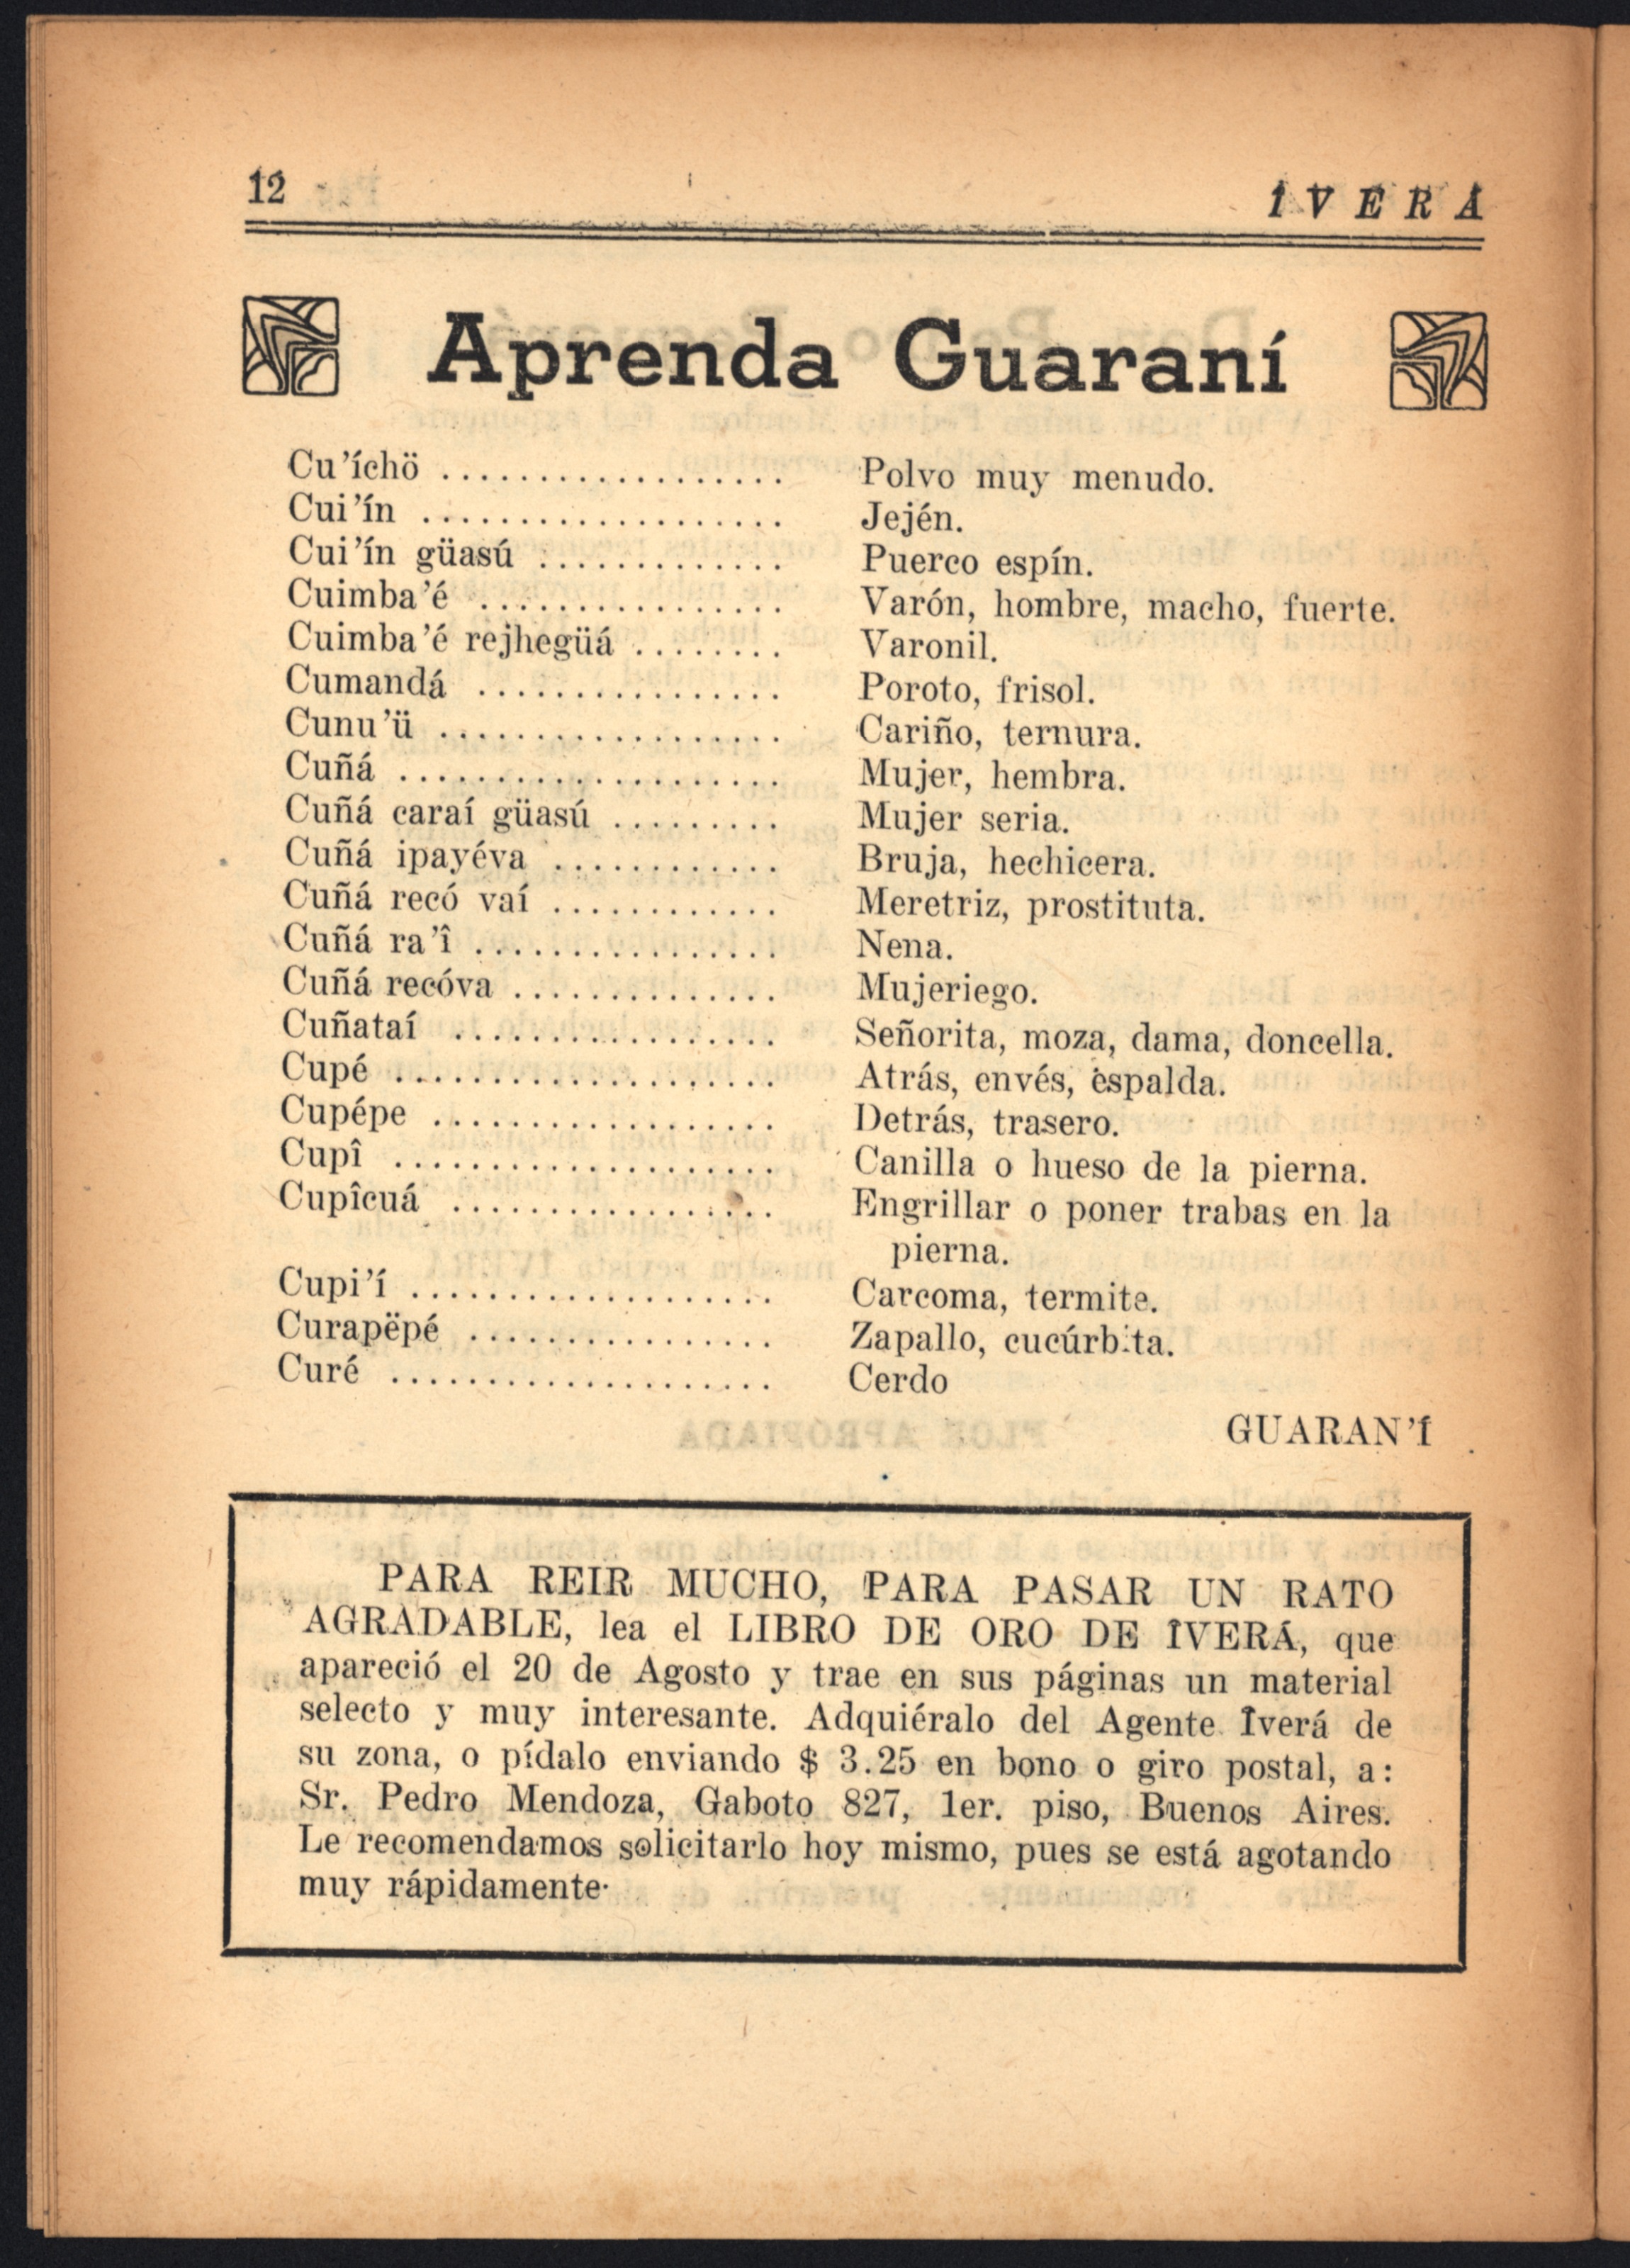 12
ÎVERÁ
Aprenda Guaraní
Cu'íchö .................. Polvo muy menudo.
Cui'ín ................... Jején.
Cui'ín güasú ............. Puerco espín.
Cuimba'é ................ Varón, hombre, macho, fuerte.
Cuimba'é rejhegüá ........ Varonil.
Cumandá ................ Poroto, frisol.
Cunu'ü .................. Cariño, ternura.
Cuñá .................... Mujer, hembra.
Cuñá caraí güasú ......... Mujer seria.
Cuñá ipayéva ............ Bruja, hechicera.
Cuñá recó vaí ............ Meretriz, prostituta.
Cuñá ra'î ................ Nena.
Cuñá recóva .............. Mujeriego.
Cuñataí ................. Señorita, moza, dama, doncella.
Cupé .................... Atrás, envés, espalda.
Cupépe .................. Detrás, trasero.
Cupî .................... Canilla o hueso de la pierna.
Cupîcuá ................. Engrillar o poner trabas en la
pierna.
Cupi'í ................... Carcoma, termite.
Curapëpé ................ Zapallo, cucúrbita.
Curé .................... Cerdo
GUARAN'Í
PARA REIR MUCHO, PARA PASAR UN RATO
AGRADABLE, lea el LIBRO DE ORO DE ÎVERÁ, que
apareció el 20 de Agosto y trae en sus páginas un material
selecto y muy interesante. Adquiéralo del Agente Îverá de
su zona, o pídalo enviando $ 3.25 en bono o giro postal, a:
Sr. Pedro Mendoza, Gaboto 827, 1er. piso, Buenos Aires.
Le recomendamos solicitarlo hoy mismo, pues se está agotando
muy rápidamente.